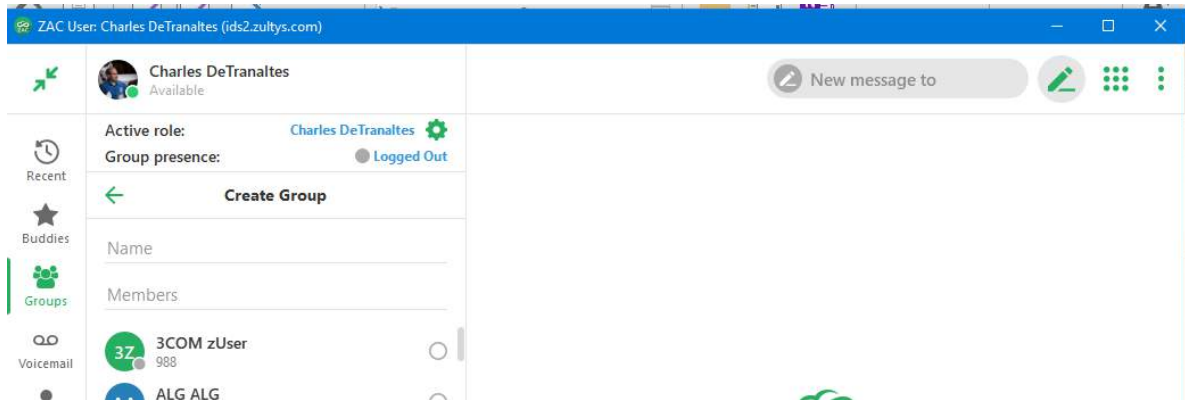 ZAC User: Charles DeTranaltes (ids2.zultys.com)
Charles DeTranaltes
Available
New message to
Active role: Charles DeTranaltes
Group presence: Logged Out
Recent
Create Group
Buddies
Name
Groups
Members
Voicemail
3Z
3COM zUser
988
ALG ALG